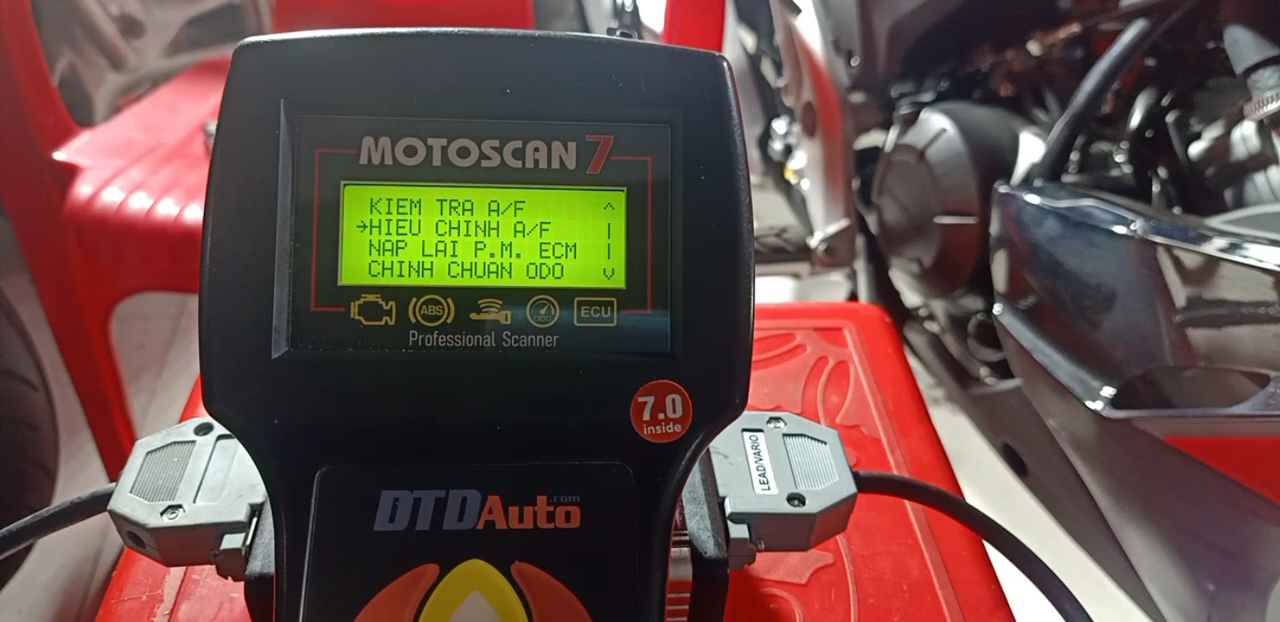 MOTOSCAN 7
KIEM TRA A/F
→HIEU CHINH A/F
NAP LAI P.M. ECM
CHINH CHUAN ODO
ABS
ECU
Professional Scanner
7.0
inside
LEAD/VARIO
DTDAuto.com